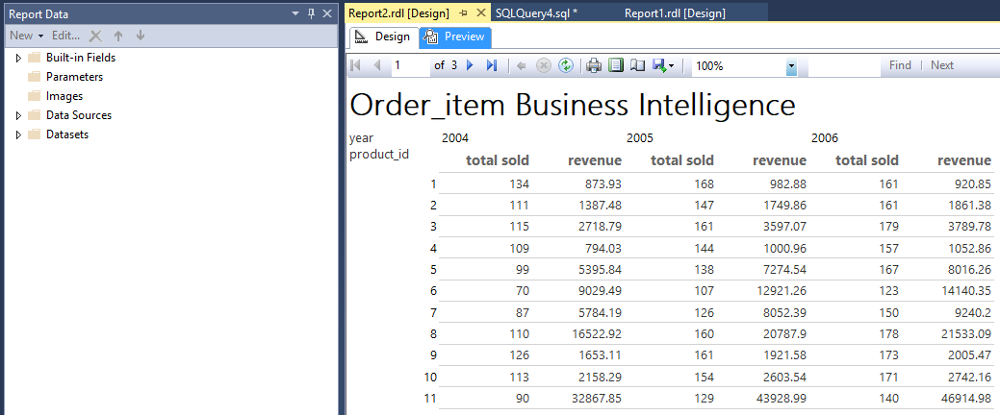 Report Data
New Edit...
Built-in Fields
Parameters
Images
Data Sources
Datasets
Report2.rdl [Design] SQLQuery4.sql * Report1.rdl [Design]
Design Preview
1 of 3 100% Find | Next
Order_item Business Intelligence
year 2004 2005 2006
product_id
total sold revenue total sold revenue total sold revenue
1 134 873.93 168 982.88 161 920.85
2 111 1387.48 147 1749.86 161 1861.38
3 115 2718.79 161 3597.07 179 3789.78
4 109 794.03 144 1000.96 157 1052.86
5 99 5395.84 138 7274.54 167 8016.26
6 70 9029.49 107 12921.26 123 14140.35
7 87 5784.19 126 8052.39 150 9240.2
8 110 16522.92 160 20787.9 178 21533.09
9 126 1653.11 161 1921.58 173 2005.47
10 113 2158.29 154 2603.54 171 2742.16
11 90 32867.85 129 43928.99 140 46914.98